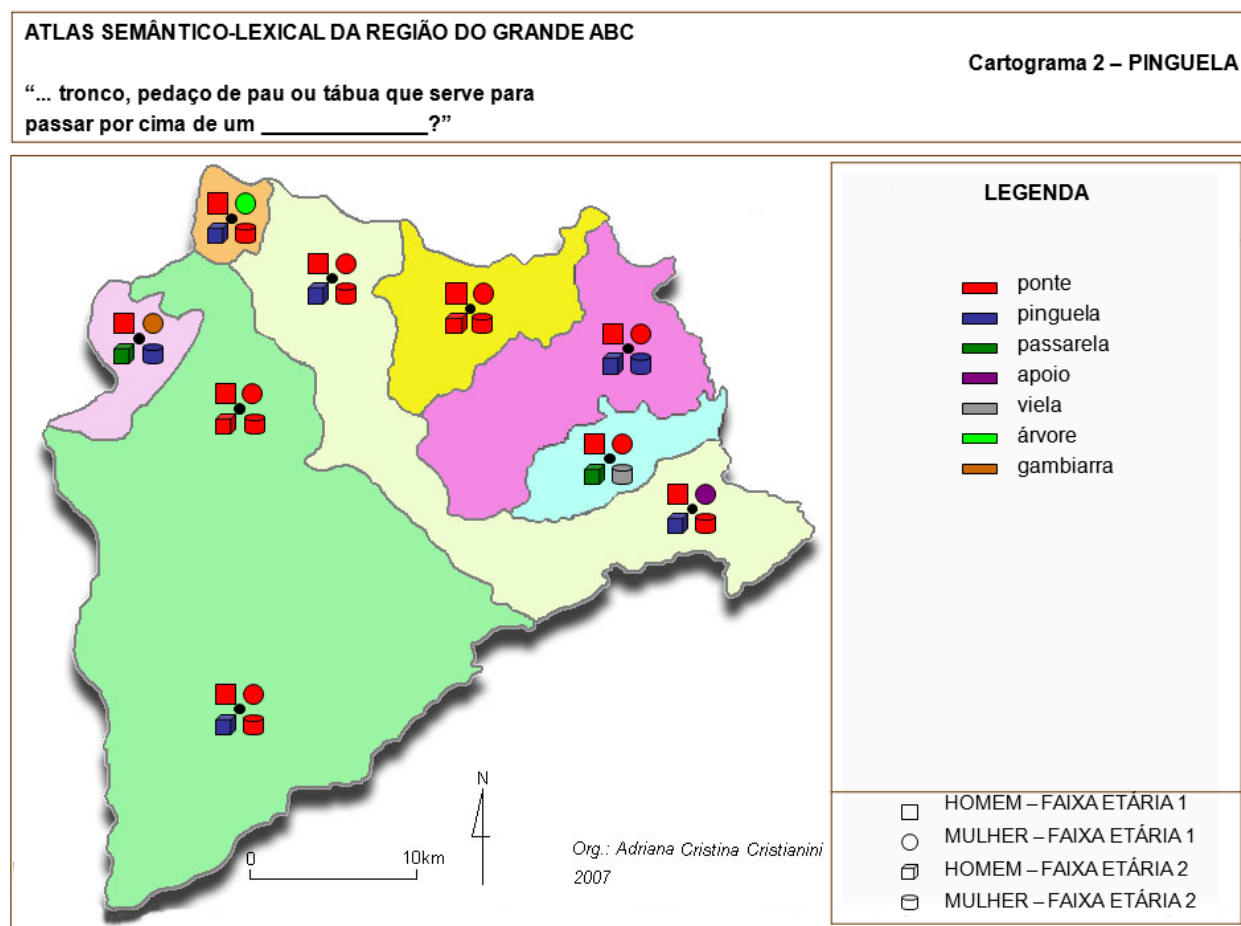 ATLAS SEMÂNTICO-LEXICAL DA REGIÃO DO GRANDE ABC
Cartograma 2 – PINGUELA
“... tronco, pedaço de pau ou tábua que serve para
passar por cima de um ______________?”
LEGENDA
ponte
pinguela
passarela
apoio
viela
árvore
gambiarra
N
0 10km
Org.: Adriana Cristina Cristianini
2007
HOMEM – FAIXA ETÁRIA 1
MULHER – FAIXA ETÁRIA 1
HOMEM – FAIXA ETÁRIA 2
MULHER – FAIXA ETÁRIA 2